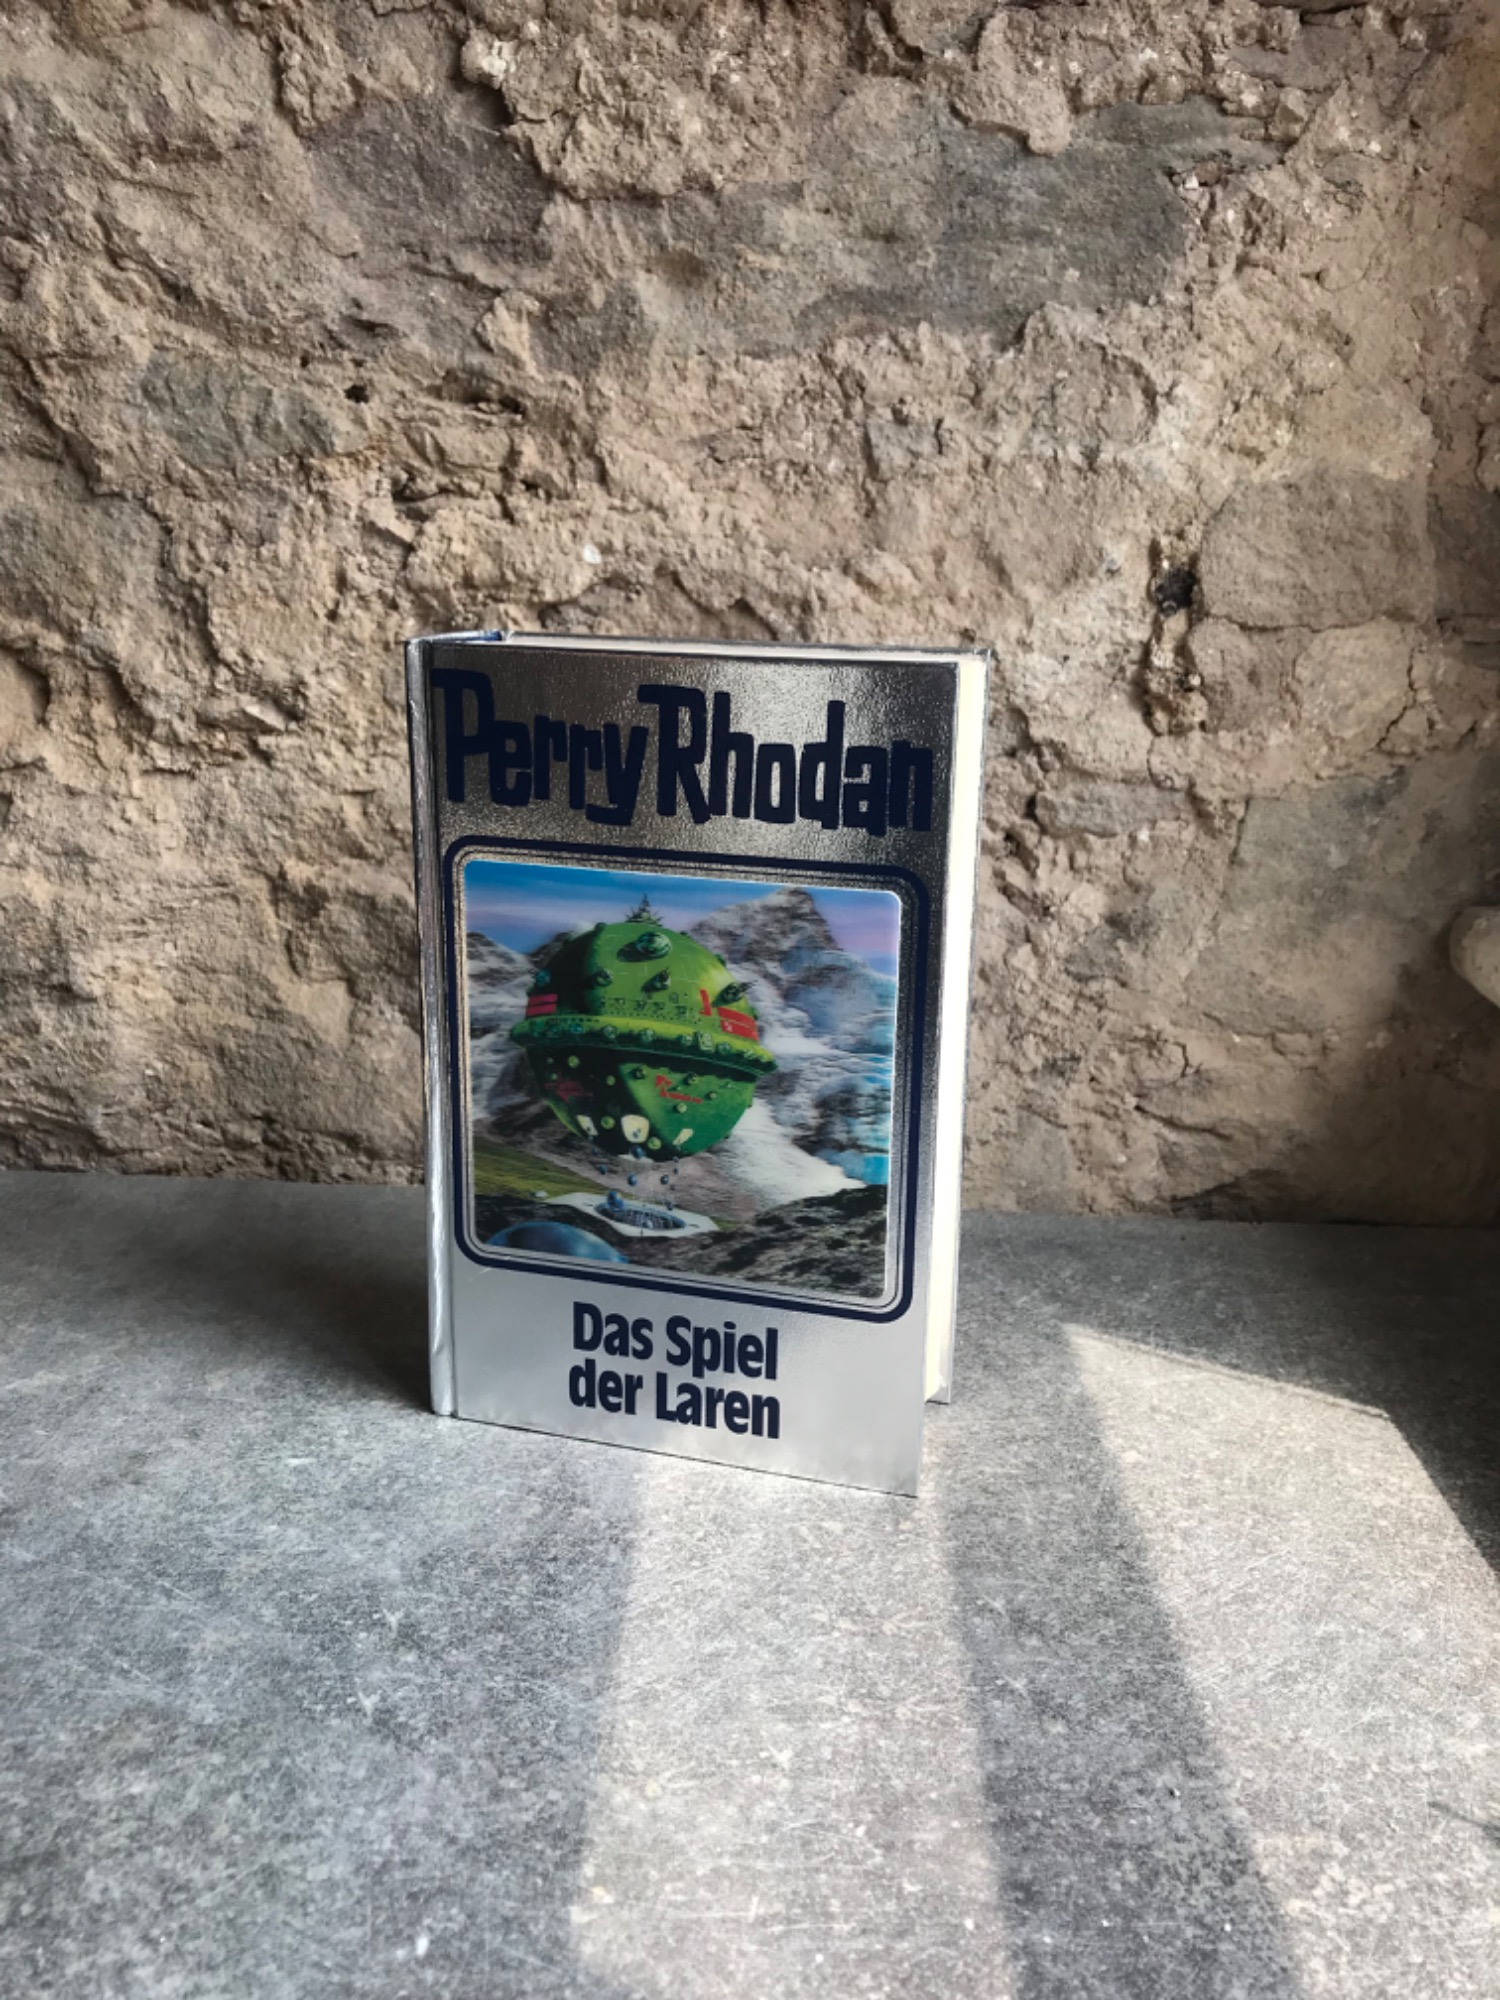 Perry Rhodan
Das Spiel
der Laren